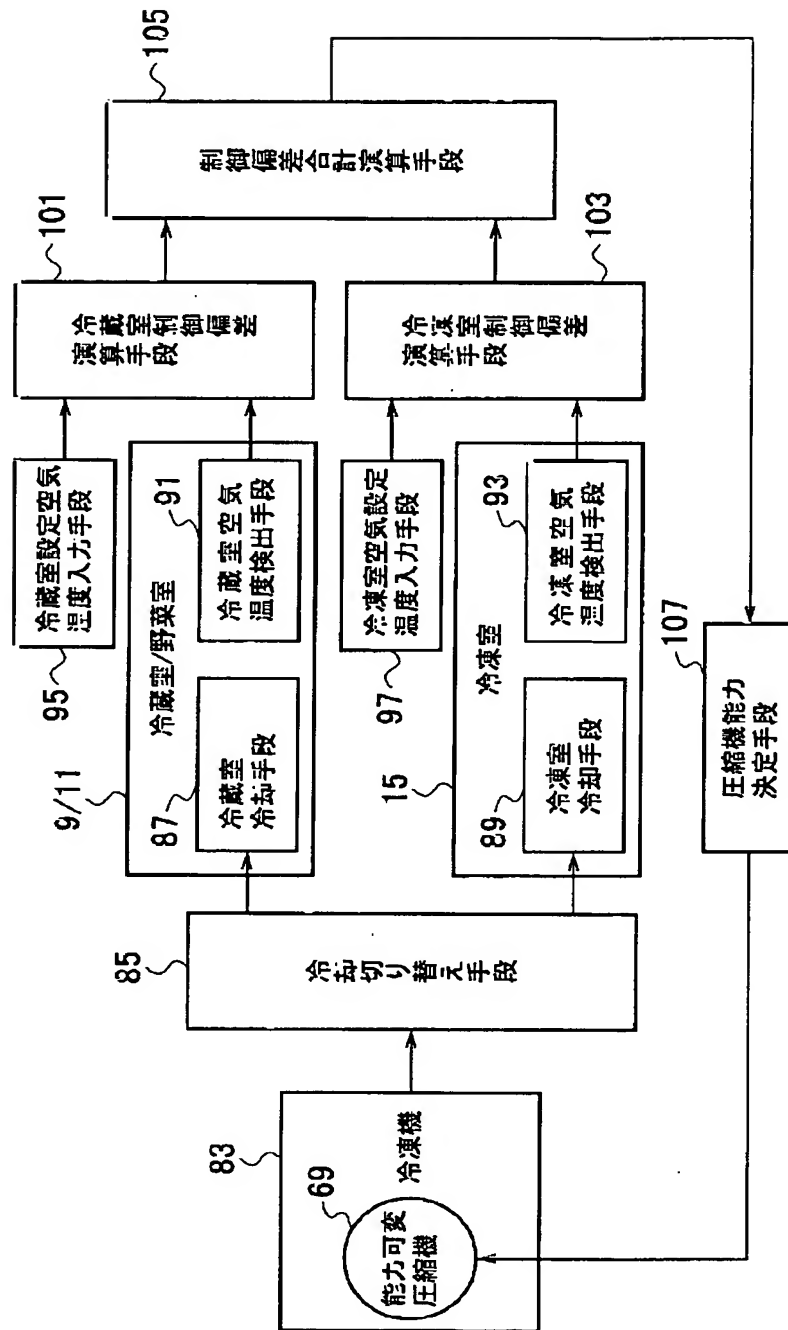 83
69
能力可変
圧縮機
冷凍機
85
冷却切り替え手段
9/11
冷蔵室/野菜室
87
冷蔵室
冷却手段
91
冷蔵室空気
温度検出手段
95
冷蔵室設定空気
温度入力手段
101
冷蔵室制御偏差
演算手段
15
冷凍室
89
冷凍室
冷却手段
93
冷凍室空気
温度検出手段
97
冷凍室空気設定
温度入力手段
103
冷凍室制御偏差
演算手段
105
制御偏差合計演算手段
107
圧縮機能力
決定手段